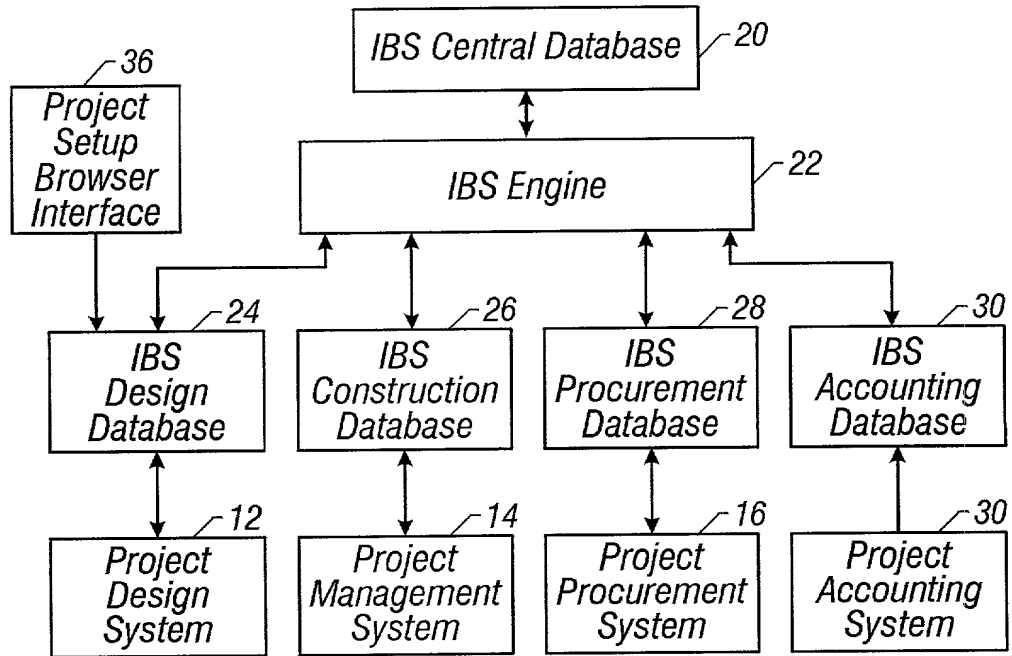 IBS Central Database
20
36
Project
Setup
Browser
Interface
IBS Engine
22
24
IBS
Design
Database
26
IBS
Construction
Database
28
IBS
Procurement
Database
30
IBS
Accounting
Database
12
Project
Design
System
14
Project
Management
System
16
Project
Procurement
System
30
Project
Accounting
System